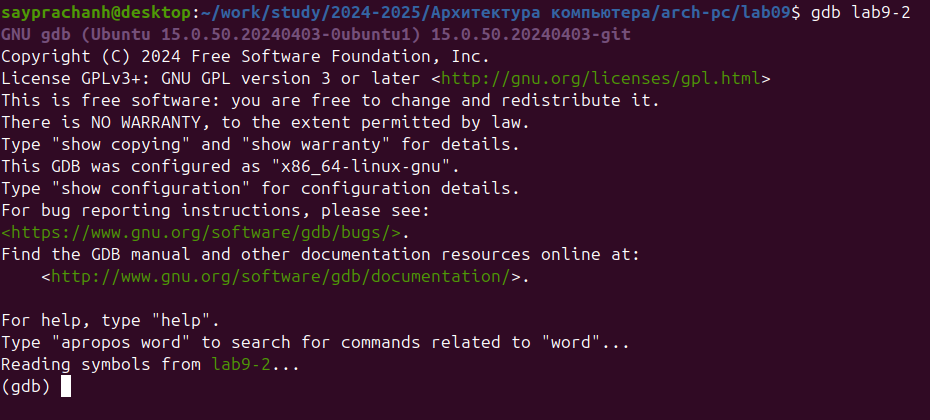 sayprachanh@desktop:~/work/study/2024-2025/Архитектура компьютера/arch-pc/lab09$ gdb lab9-2
GNU gdb (Ubuntu 15.0.50.20240403-0ubuntu1) 15.0.50.20240403-git
Copyright (C) 2024 Free Software Foundation, Inc.
License GPLv3+: GNU GPL version 3 or later <http://gnu.org/licenses/gpl.html>
This is free software: you are free to change and redistribute it.
There is NO WARRANTY, to the extent permitted by law.
Type "show copying" and "show warranty" for details.
This GDB was configured as "x86_64-linux-gnu".
Type "show configuration" for configuration details.
For bug reporting instructions, please see:
<https://www.gnu.org/software/gdb/bugs/>.
Find the GDB manual and other documentation resources online at:
    <http://www.gnu.org/software/gdb/documentation/>.

For help, type "help".
Type "apropos word" to search for commands related to "word"...
Reading symbols from lab9-2...
(gdb)